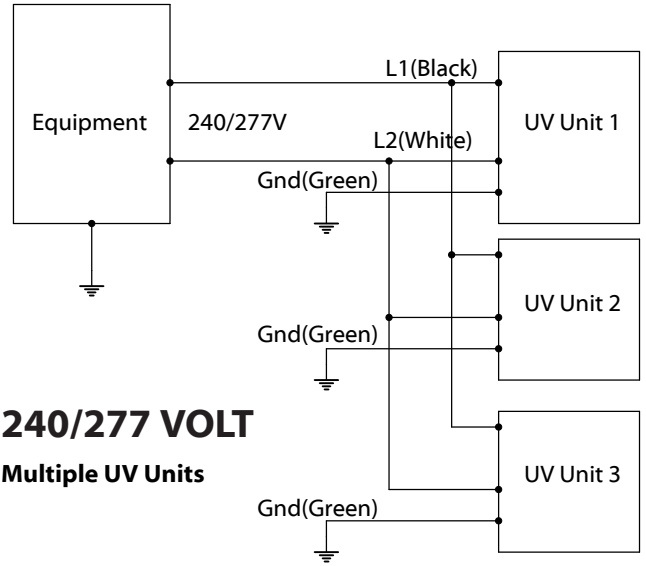 L1(Black)
Equipment
240/277V
UV Unit 1
L2(White)
Gnd(Green)
UV Unit 2
Gnd(Green)
240/277 VOLT
Multiple UV Units
UV Unit 3
Gnd(Green)